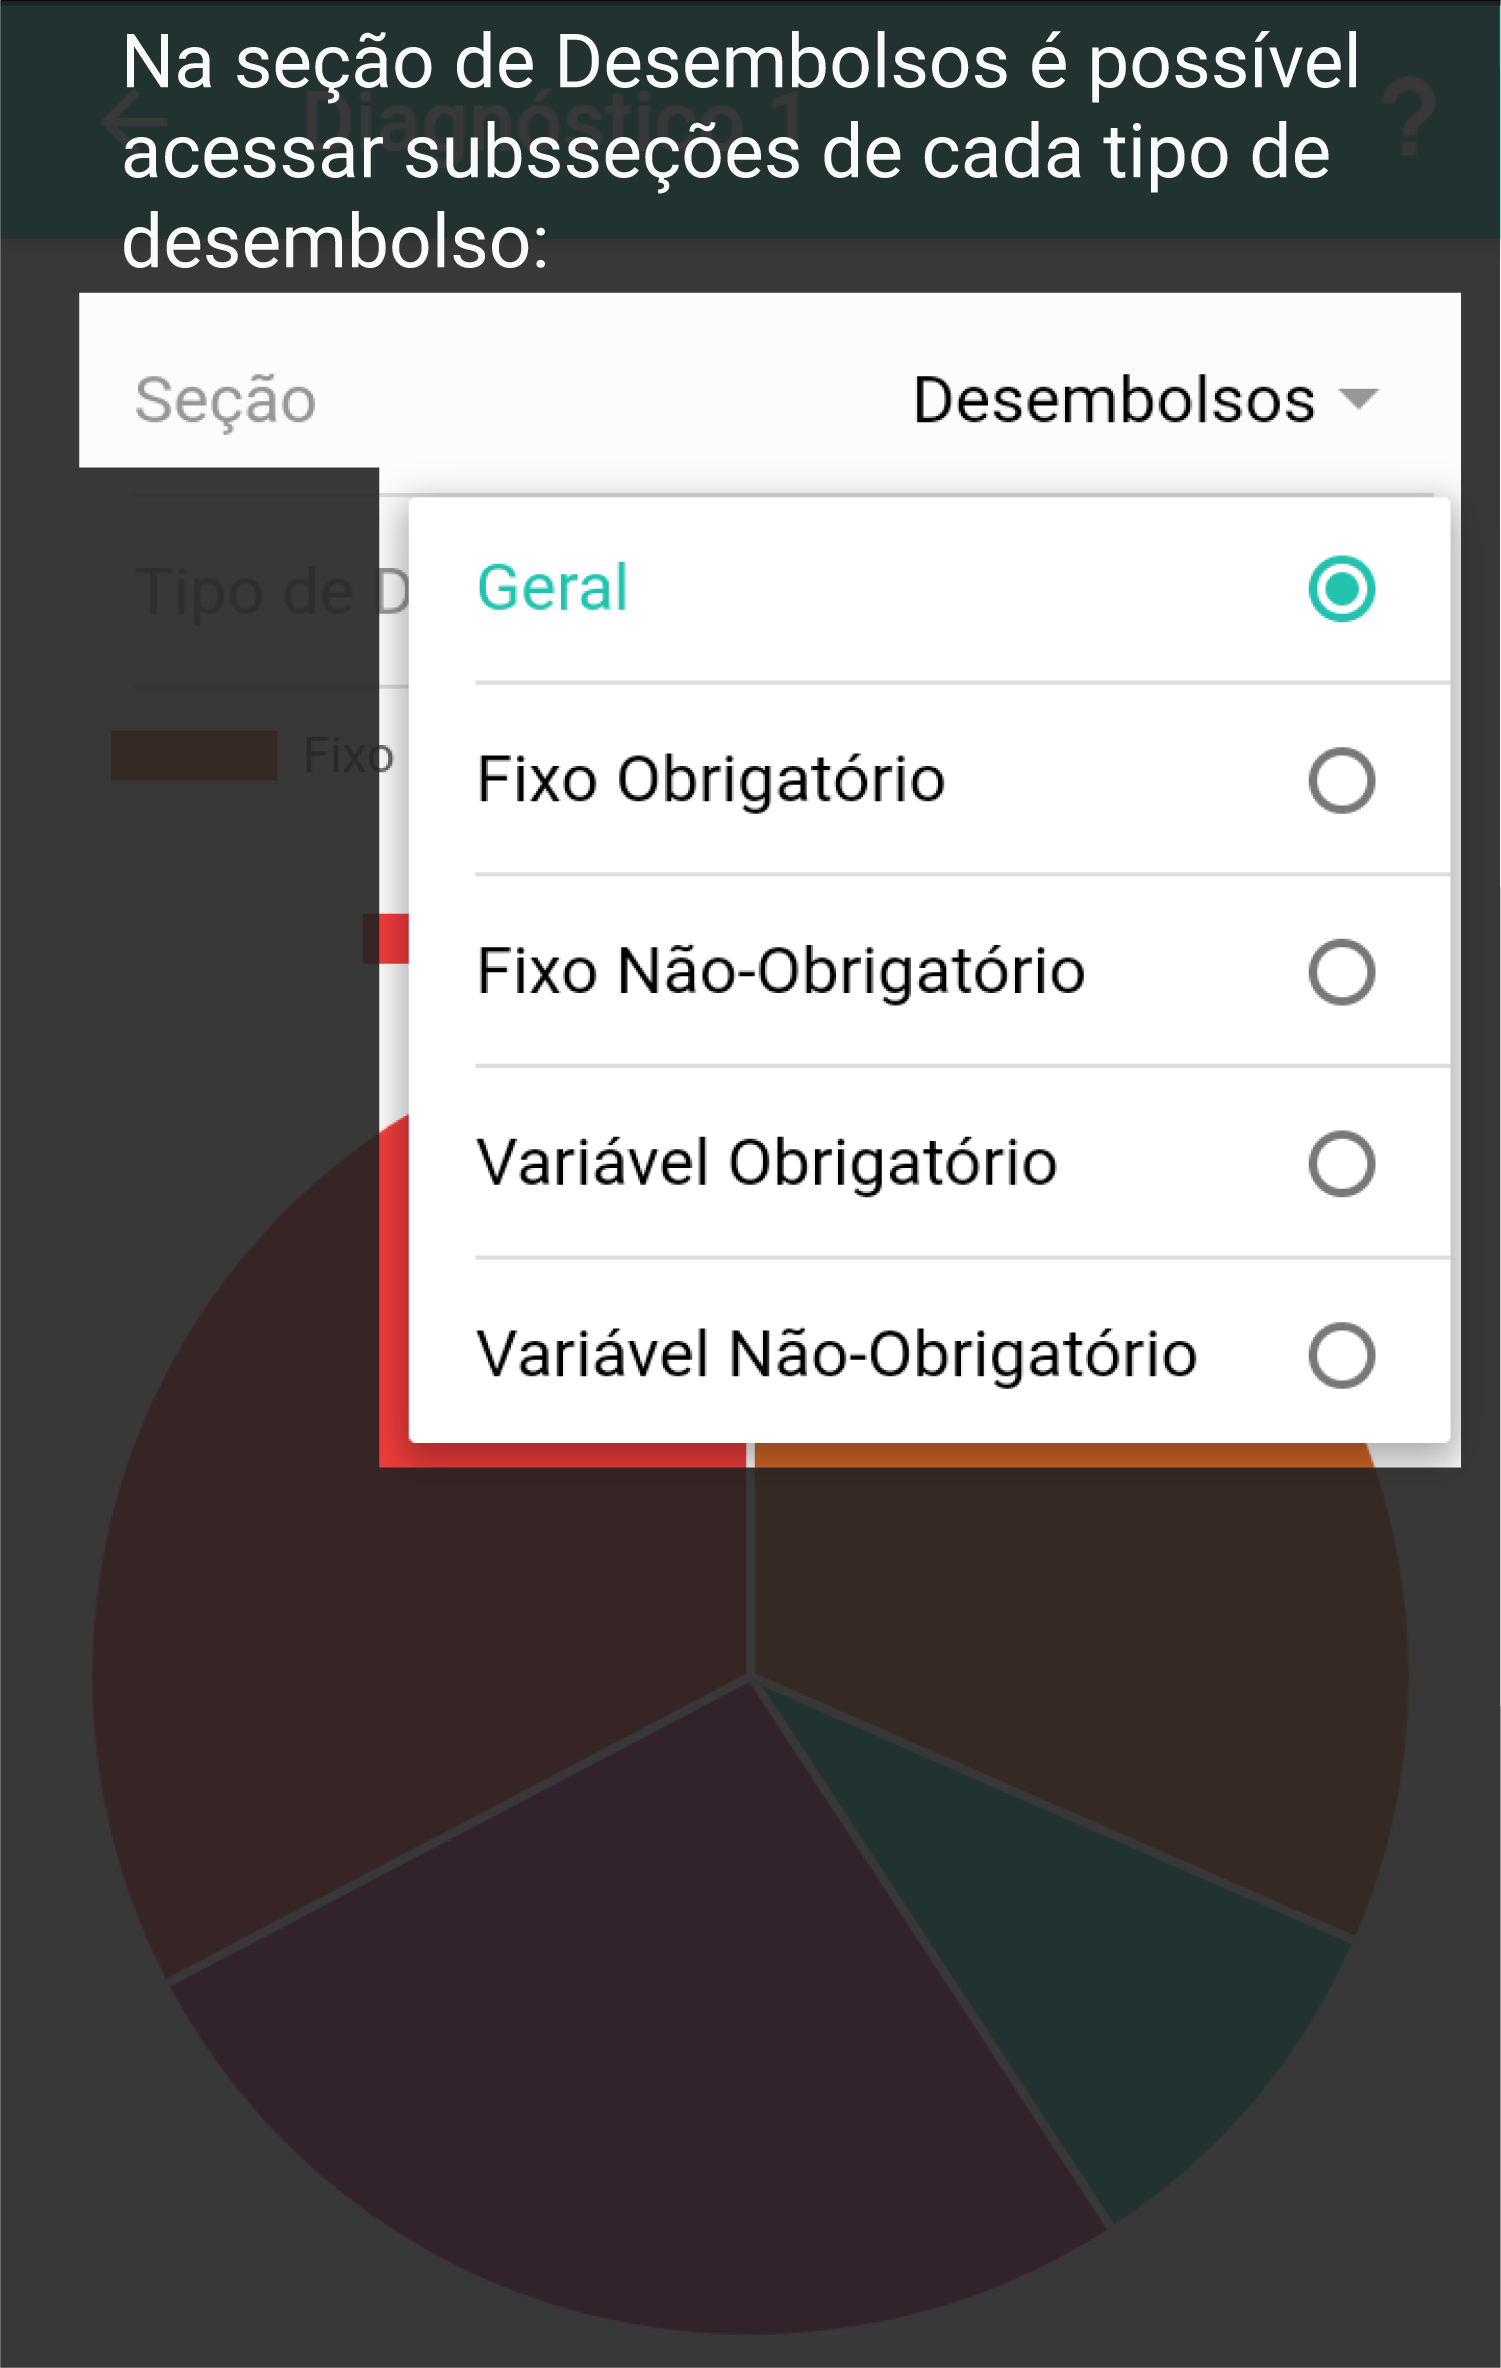 Na seção de Desembolsos é possível
acessar subsseções de cada tipo de
desembolso:
Diagnóstico 1
?
Seção
Desembolsos
Tipo de D
Geral
Fixo
Fixo Obrigatório
Fixo Não-Obrigatório
Variável Obrigatório
Variável Não-Obrigatório